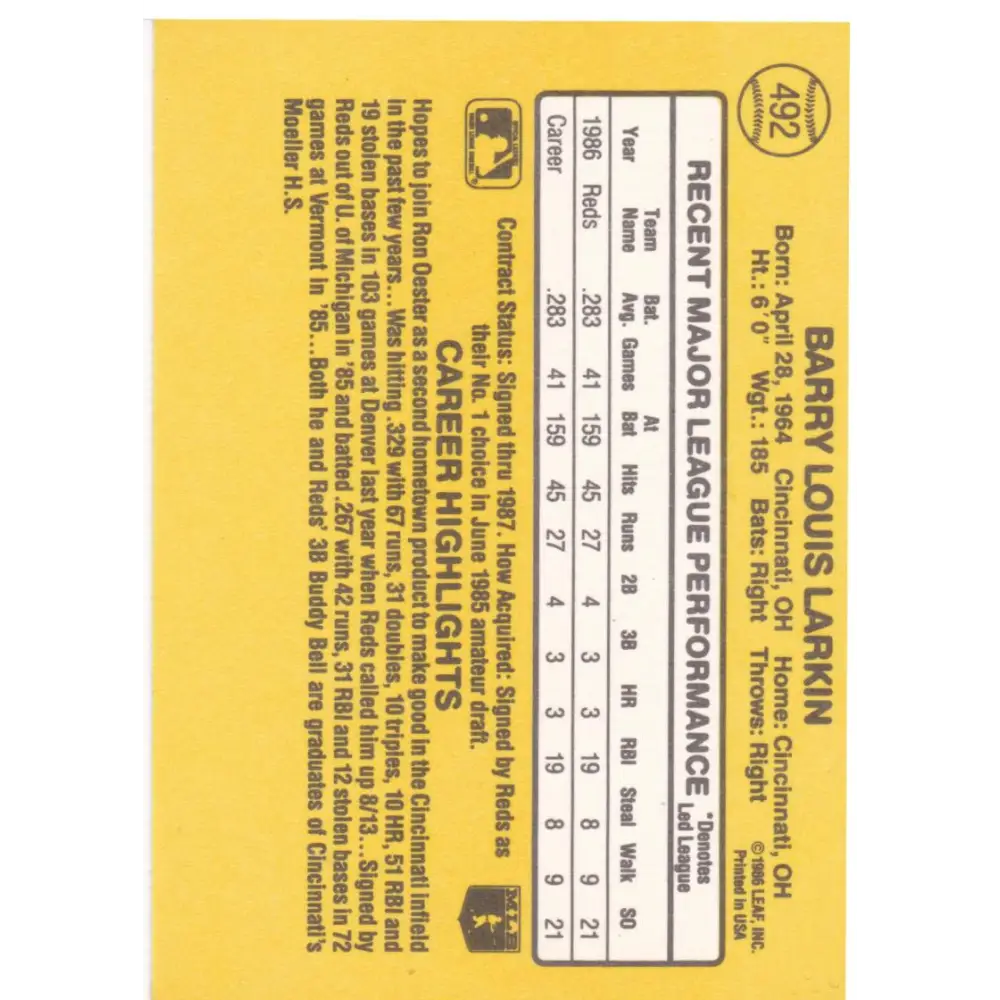 492
BARRY LOUIS LARKIN
Born: April 28, 1964 Cincinnati, OH Home: Cincinnati, OH
Ht.: 6'0" Wgt.: 185 Bats: Right Throws: Right
©1986 LEAF, INC.
Printed in USA
RECENT MAJOR LEAGUE PERFORMANCE
*Denotes
Led League
Year Team Name Bat. Avg. Games At Bat Hits Runs 2B 3B HR RBI Steal Walk SO
1986 Reds .283 41 159 45 27 4 3 3 19 8 9 21
Career .283 41 159 45 27 4 3 3 19 8 9 21
Contract Status: Signed thru 1987. How Acquired: Signed by Reds as
their No. 1 choice in June 1985 amateur draft.
MLB
CAREER HIGHLIGHTS
Hopes to join Ron Oester as a second hometown product to make good in the Cincinnati infield
in the past few years...Was hitting .329 with 67 runs, 31 doubles, 10 triples, 10 HR, 51 RBI and
19 stolen bases in 103 games at Denver last year when Reds called him up 8/13...Signed by
Reds out of U. of Michigan in '85 and batted .267 with 42 runs, 31 RBI and 12 stolen bases in 72
games at Vermont in '85...Both he and Reds' 3B Buddy Bell are graduates of Cincinnati's
Moeller H.S.